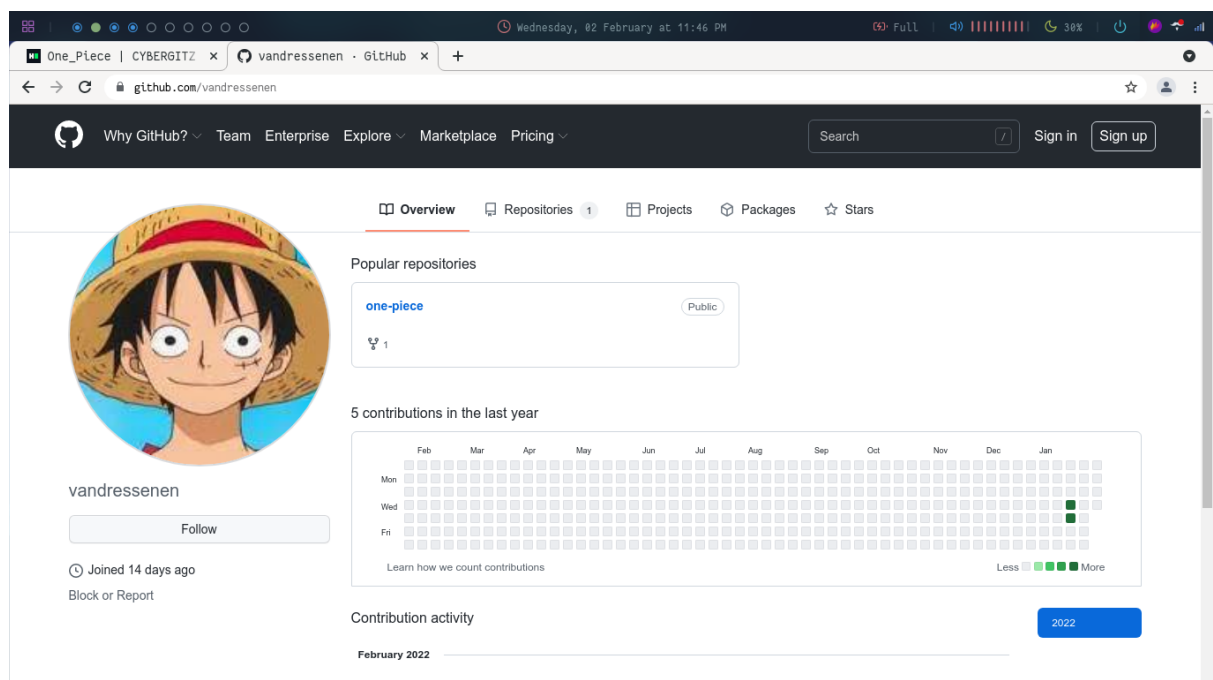 Wednesday, 02 February at 11:46 PM
Full
30%
One_Piece | CYBERGITZ
vandressenen · GitHub
github.com/vandressenen
Why GitHub? Team Enterprise Explore Marketplace Pricing
Search /
Sign in Sign up
Overview Repositories 1 Projects Packages Stars
Popular repositories
one-piece Public
1
5 contributions in the last year
Feb Mar Apr May Jun Jul Aug Sep Oct Nov Dec Jan
Mon
Wed
Fri
Learn how we count contributions Less More
vandressenen
Follow
Joined 14 days ago
Block or Report
Contribution activity
2022
February 2022